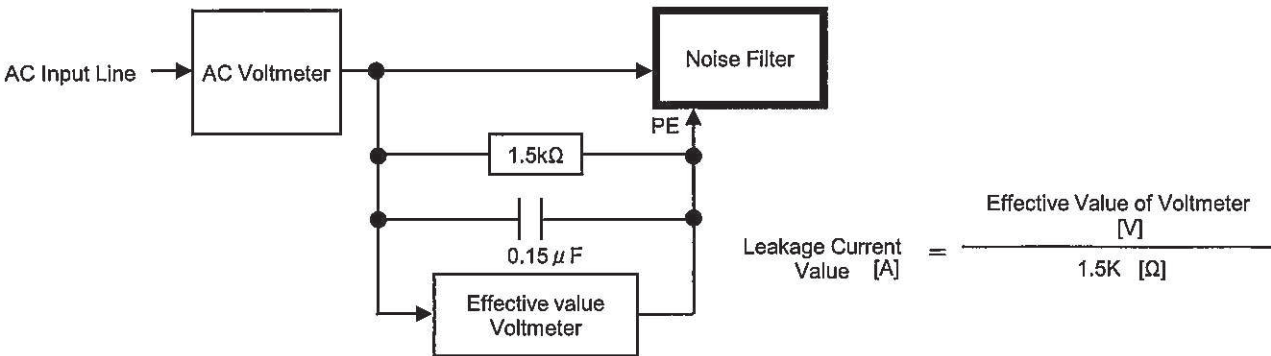 AC Input Line
AC Voltmeter
Noise Filter
PE
1.5kΩ
0.15μF
Effective value
Voltmeter
Leakage Current
Value [A]
=
Effective Value of Voltmeter
[V]
1.5K [Ω]